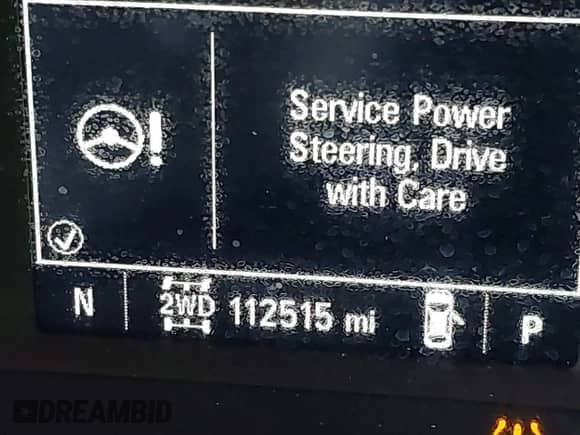 Service Power
Steering, Drive
with Care
N
2WD
112515 mi
P
DREAMBID